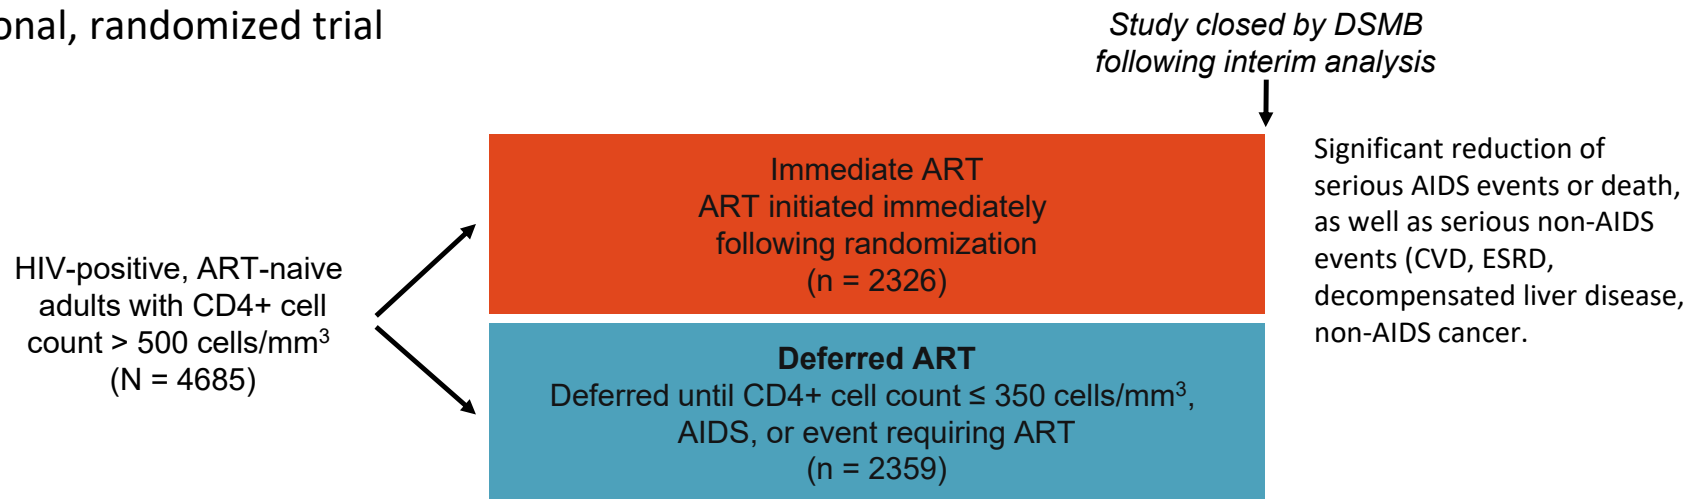 onal, randomized trial
Study closed by DSMB
following interim analysis
HIV-positive, ART-naive
adults with CD4+ cell
count > 500 cells/mm³
(N = 4685)
Immediate ART
ART initiated immediately
following randomization
(n = 2326)
Deferred ART
Deferred until CD4+ cell count ≤ 350 cells/mm³,
AIDS, or event requiring ART
(n = 2359)
Significant reduction of
serious AIDS events or death,
as well as serious non-AIDS
events (CVD, ESRD,
decompensated liver disease,
non-AIDS cancer.